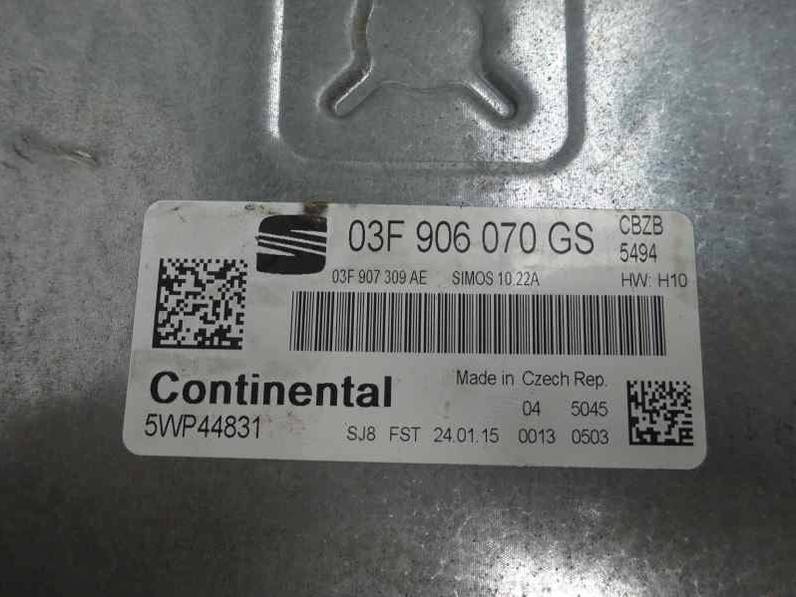 03F 906 070 GS CBZB
5494
03F 907 309 AE SIMOS 10.22A HW: H10
Continental Made in Czech Rep.
04 5045
5WP44831 SJ8 FST 24.01.15 0013 0503